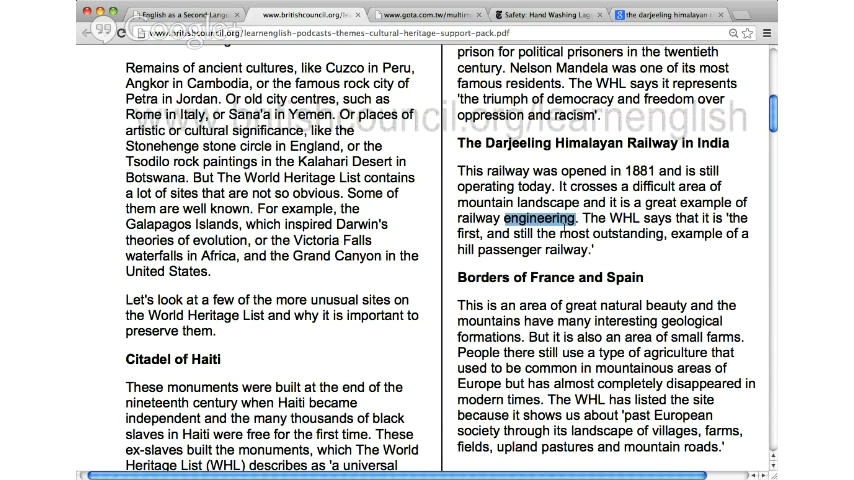 English as a Second Langu
www.britishcouncil.org/lea
www.gota.com.tw/multim
Safety: Hand Washing Les
the darjeeling himalayan r
www.britishcouncil.org/learnenglish-podcasts-themes-cultural-heritage-support-pack.pdf
Remains of ancient cultures, like Cuzco in Peru,
Angkor in Cambodia, or the famous rock city of
Petra in Jordan. Or old city centres, such as
Rome in Italy, or Sana'a in Yemen. Or places of
artistic or cultural significance, like the
Stonehenge stone circle in England, or the
Tsodilo rock paintings in the Kalahari Desert in
Botswana. But The World Heritage List contains
a lot of sites that are not so obvious. Some of
them are well known. For example, the
Galapagos Islands, which inspired Darwin's
theories of evolution, or the Victoria Falls
waterfalls in Africa, and the Grand Canyon in the
United States.
Let's look at a few of the more unusual sites on
the World Heritage List and why it is important to
preserve them.
Citadel of Haiti
These monuments were built at the end of the
nineteenth century when Haiti became
independent and the many thousands of black
slaves in Haiti were free for the first time. These
ex-slaves built the monuments, which The World
Heritage List (WHL) describes as 'a universal
prison for political prisoners in the twentieth
century. Nelson Mandela was one of its most
famous residents. The WHL says it represents
'the triumph of democracy and freedom over
oppression and racism'.
The Darjeeling Himalayan Railway in India
This railway was opened in 1881 and is still
operating today. It crosses a difficult area of
mountain landscape and it is a great example of
railway engineering. The WHL says that it is 'the
first, and still the most outstanding, example of a
hill passenger railway.'
Borders of France and Spain
This is an area of great natural beauty and the
mountains have many interesting geological
formations. But it is also an area of small farms.
People there still use a type of agriculture that
used to be common in mountainous areas of
Europe but has almost completely disappeared in
modern times. The WHL has listed the site
because it shows us about 'past European
society through its landscape of villages, farms,
fields, upland pastures and mountain roads.'